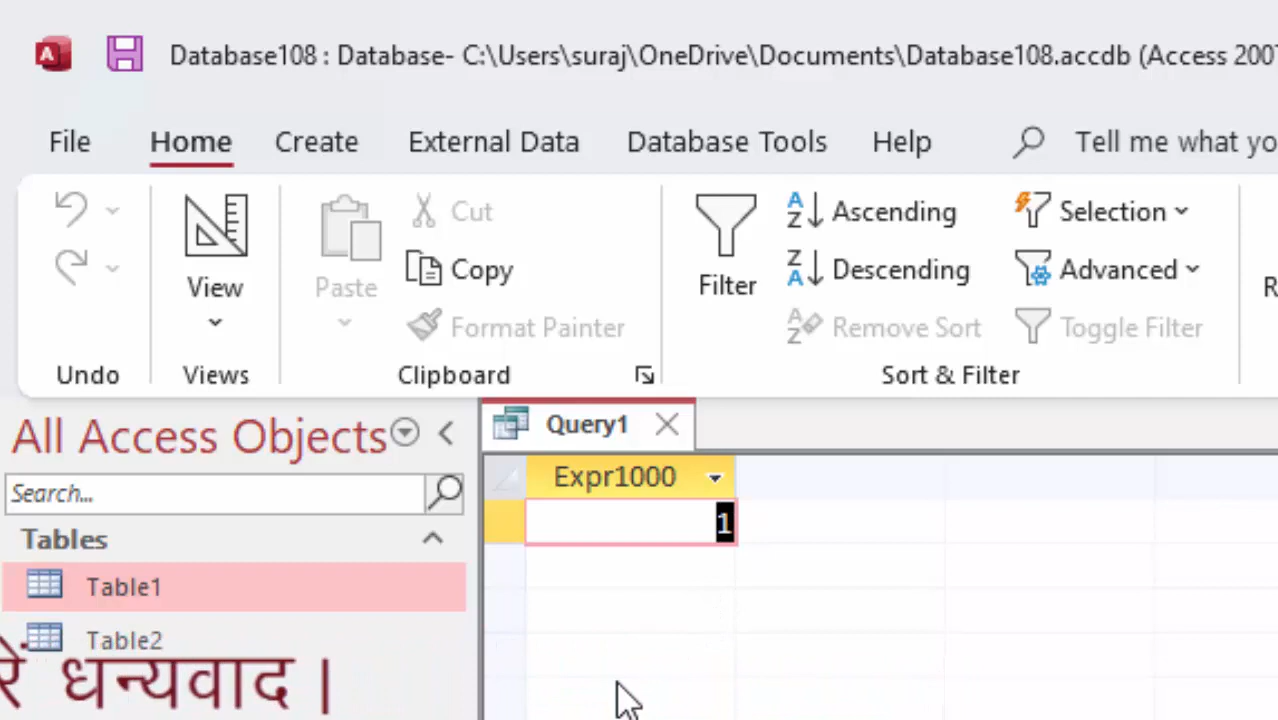 Database108 : Database- C:\Users\suraj\OneDrive\Documents\Database108.accdb (Access 200
File Home Create External Data Database Tools Help Tell me what yo
Cut Ascending Selection
View Paste Copy Filter Descending Advanced
Format Painter Remove Sort Toggle Filter
Undo Views Clipboard Sort & Filter
All Access Objects Query1
Search... Expr1000
1
Tables
Table1
Table2
रें धन्यवाद।